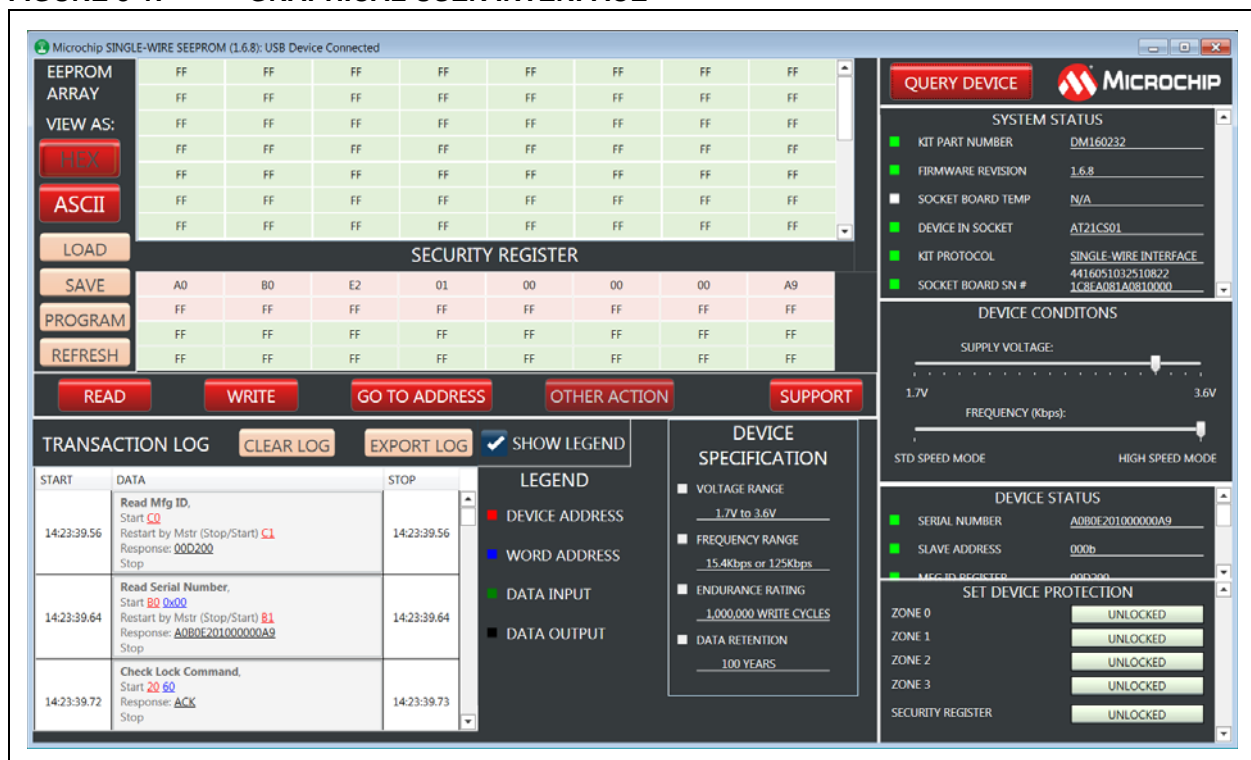 Microchip SINGLE-WIRE SEEPROM (1.6.8): USB Device Connected
EEPROM ARRAY
VIEW AS:
HEX
ASCII
LOAD
SAVE
PROGRAM
REFRESH
FF FF FF FF FF FF FF FF
FF FF FF FF FF FF FF FF
FF FF FF FF FF FF FF FF
FF FF FF FF FF FF FF FF
FF FF FF FF FF FF FF FF
FF FF FF FF FF FF FF FF
FF FF FF FF FF FF FF FF
SECURITY REGISTER
A0 B0 E2 01 00 00 00 A9
FF FF FF FF FF FF FF FF
FF FF FF FF FF FF FF FF
FF FF FF FF FF FF FF FF
READ WRITE GO TO ADDRESS OTHER ACTION SUPPORT
TRANSACTION LOG CLEAR LOG EXPORT LOG SHOW LEGEND
START DATA STOP
14:23:39.56
Read Mfg ID,
Start C0
Restart by Mstr (Stop/Start) C1
Response: 00D200
Stop
14:23:39.56
14:23:39.64
Read Serial Number,
Start B0 0x00
Restart by Mstr (Stop/Start) B1
Response: A0B0E201000000A9
Stop
14:23:39.64
14:23:39.72
Check Lock Command,
Start 20 60
Response: ACK
Stop
14:23:39.73
LEGEND
DEVICE ADDRESS
WORD ADDRESS
DATA INPUT
DATA OUTPUT
DEVICE
SPECIFICATION
VOLTAGE RANGE
1.7V to 3.6V
FREQUENCY RANGE
15.4Kbps or 125Kbps
ENDURANCE RATING
1,000,000 WRITE CYCLES
DATA RETENTION
100 YEARS
QUERY DEVICE
MICROCHIP
SYSTEM STATUS
KIT PART NUMBER DM160232
FIRMWARE REVISION 1.6.8
SOCKET BOARD TEMP N/A
DEVICE IN SOCKET AT21CS01
KIT PROTOCOL SINGLE-WIRE INTERFACE
SOCKET BOARD SN # 4416051032510822
1C8EA081A0810000
DEVICE CONDITONS
SUPPLY VOLTAGE:
1.7V 3.6V
FREQUENCY (Kbps):
STD SPEED MODE HIGH SPEED MODE
DEVICE STATUS
SERIAL NUMBER A0B0E201000000A9
SLAVE ADDRESS 000b
MFG ID REGISTER 00D200
SET DEVICE PROTECTION
ZONE 0 UNLOCKED
ZONE 1 UNLOCKED
ZONE 2 UNLOCKED
ZONE 3 UNLOCKED
SECURITY REGISTER UNLOCKED